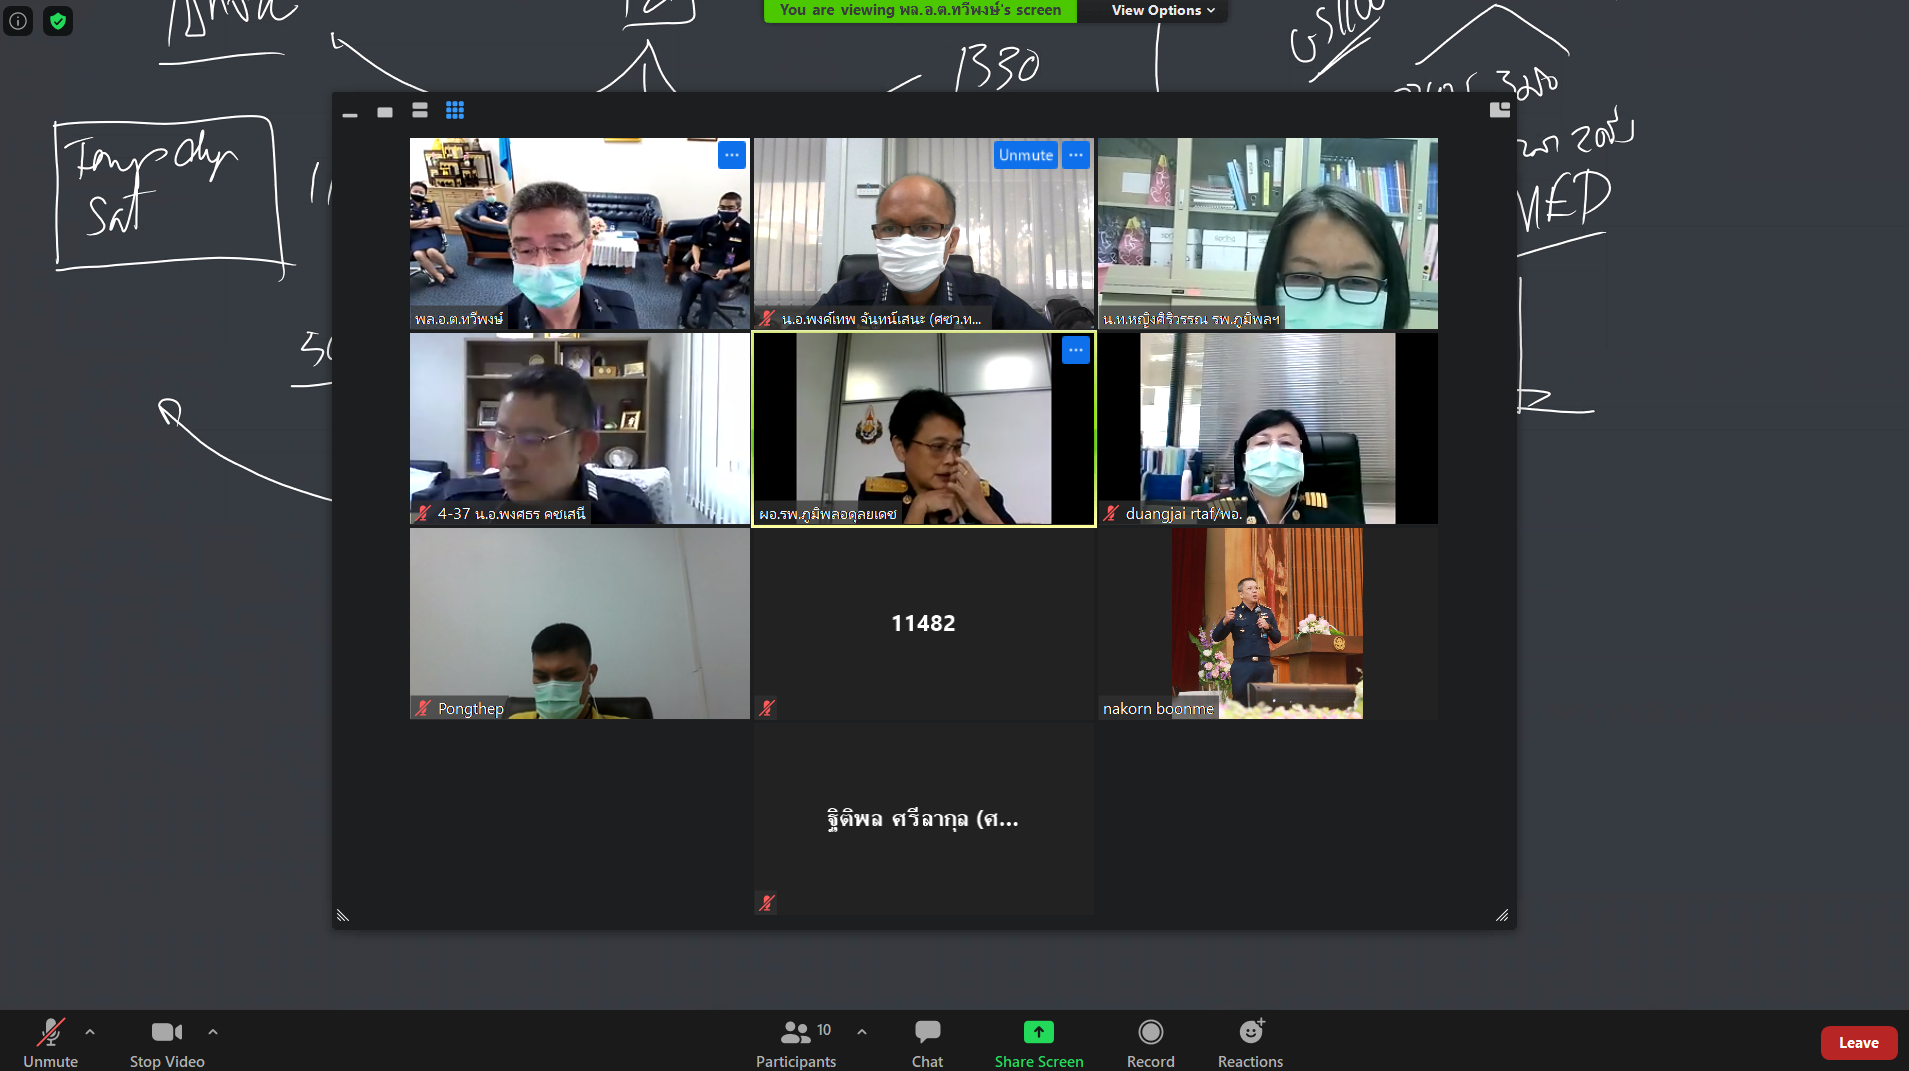 You are viewing พล.อ.ต.ทวีพงษ์'s screen
View Options
1330
Sat
MED
Unmute
พล.อ.ต.ทวีพงษ์
น.อ.พงค์เทพ จันทน์เสนะ (ศซว.ท...
น.ท.หญิงศิริวรรณ รพ.ภูมิพลฯ
4-37 น.อ.พงศธร คชเสนี
ผอ.รพ.ภูมิพลอดุลยเดช
duangjai rtaf/พอ.
Pongthep
11482
nakorn boonme
ฐิติพล ศรีลากุล (ศ...
Unmute
Stop Video
Participants
10
Chat
Share Screen
Record
Reactions
Leave